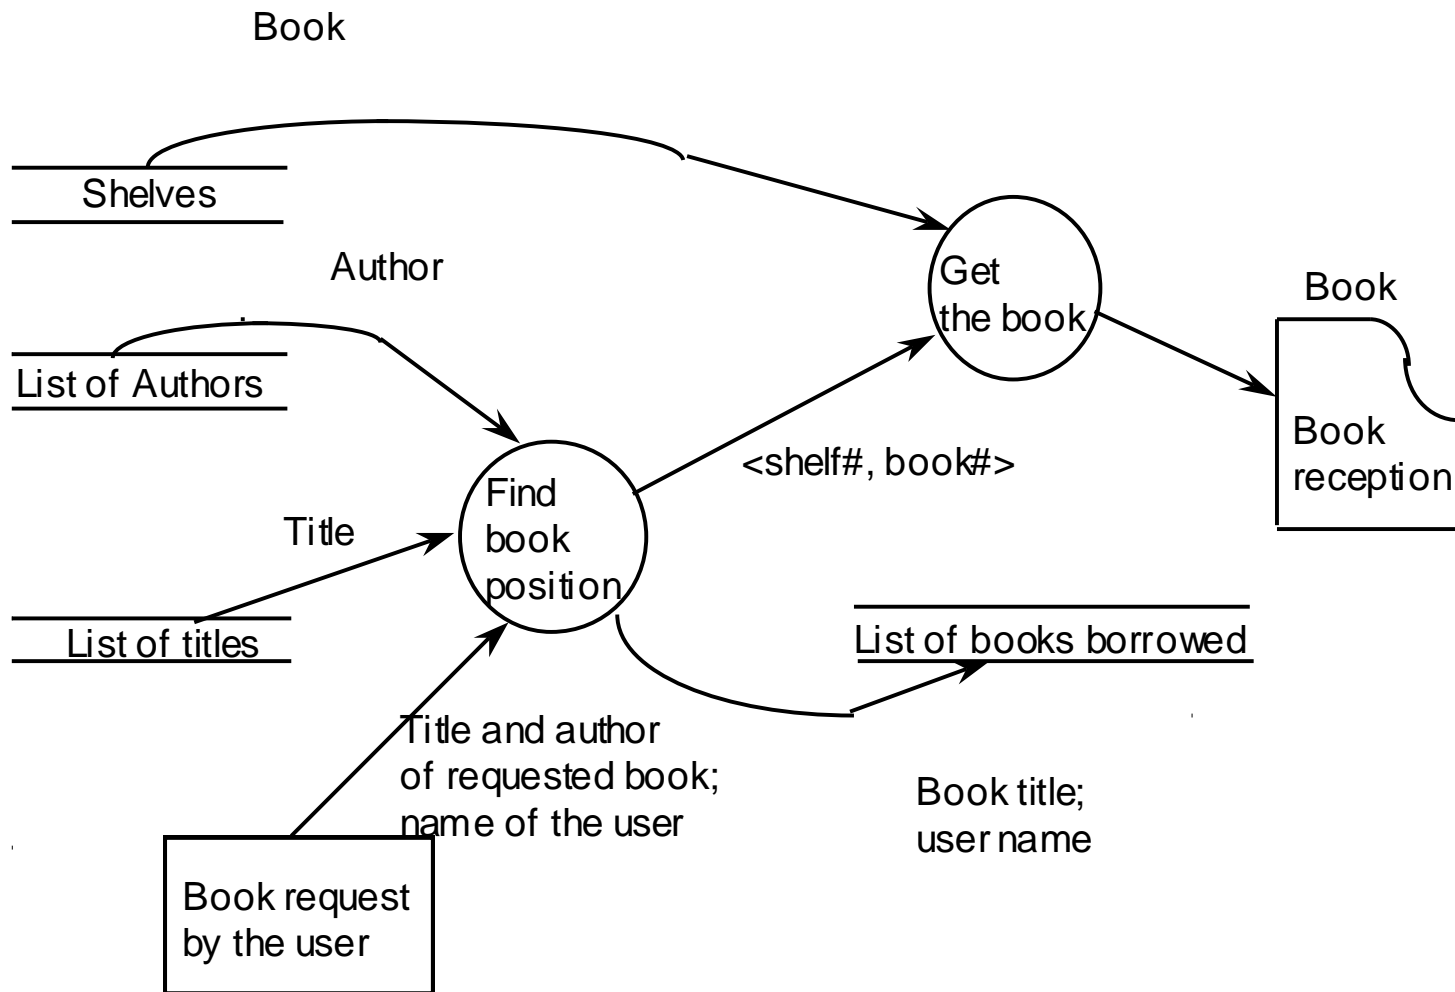 Book
Shelves
Author
Get
the book
Book
List of Authors
Book
reception
<shelf#, book#>
Find
book
position
Title
List of titles
List of books borrowed
Title and author
of requested book;
name of the user
Book title;
user name
Book request
by the user